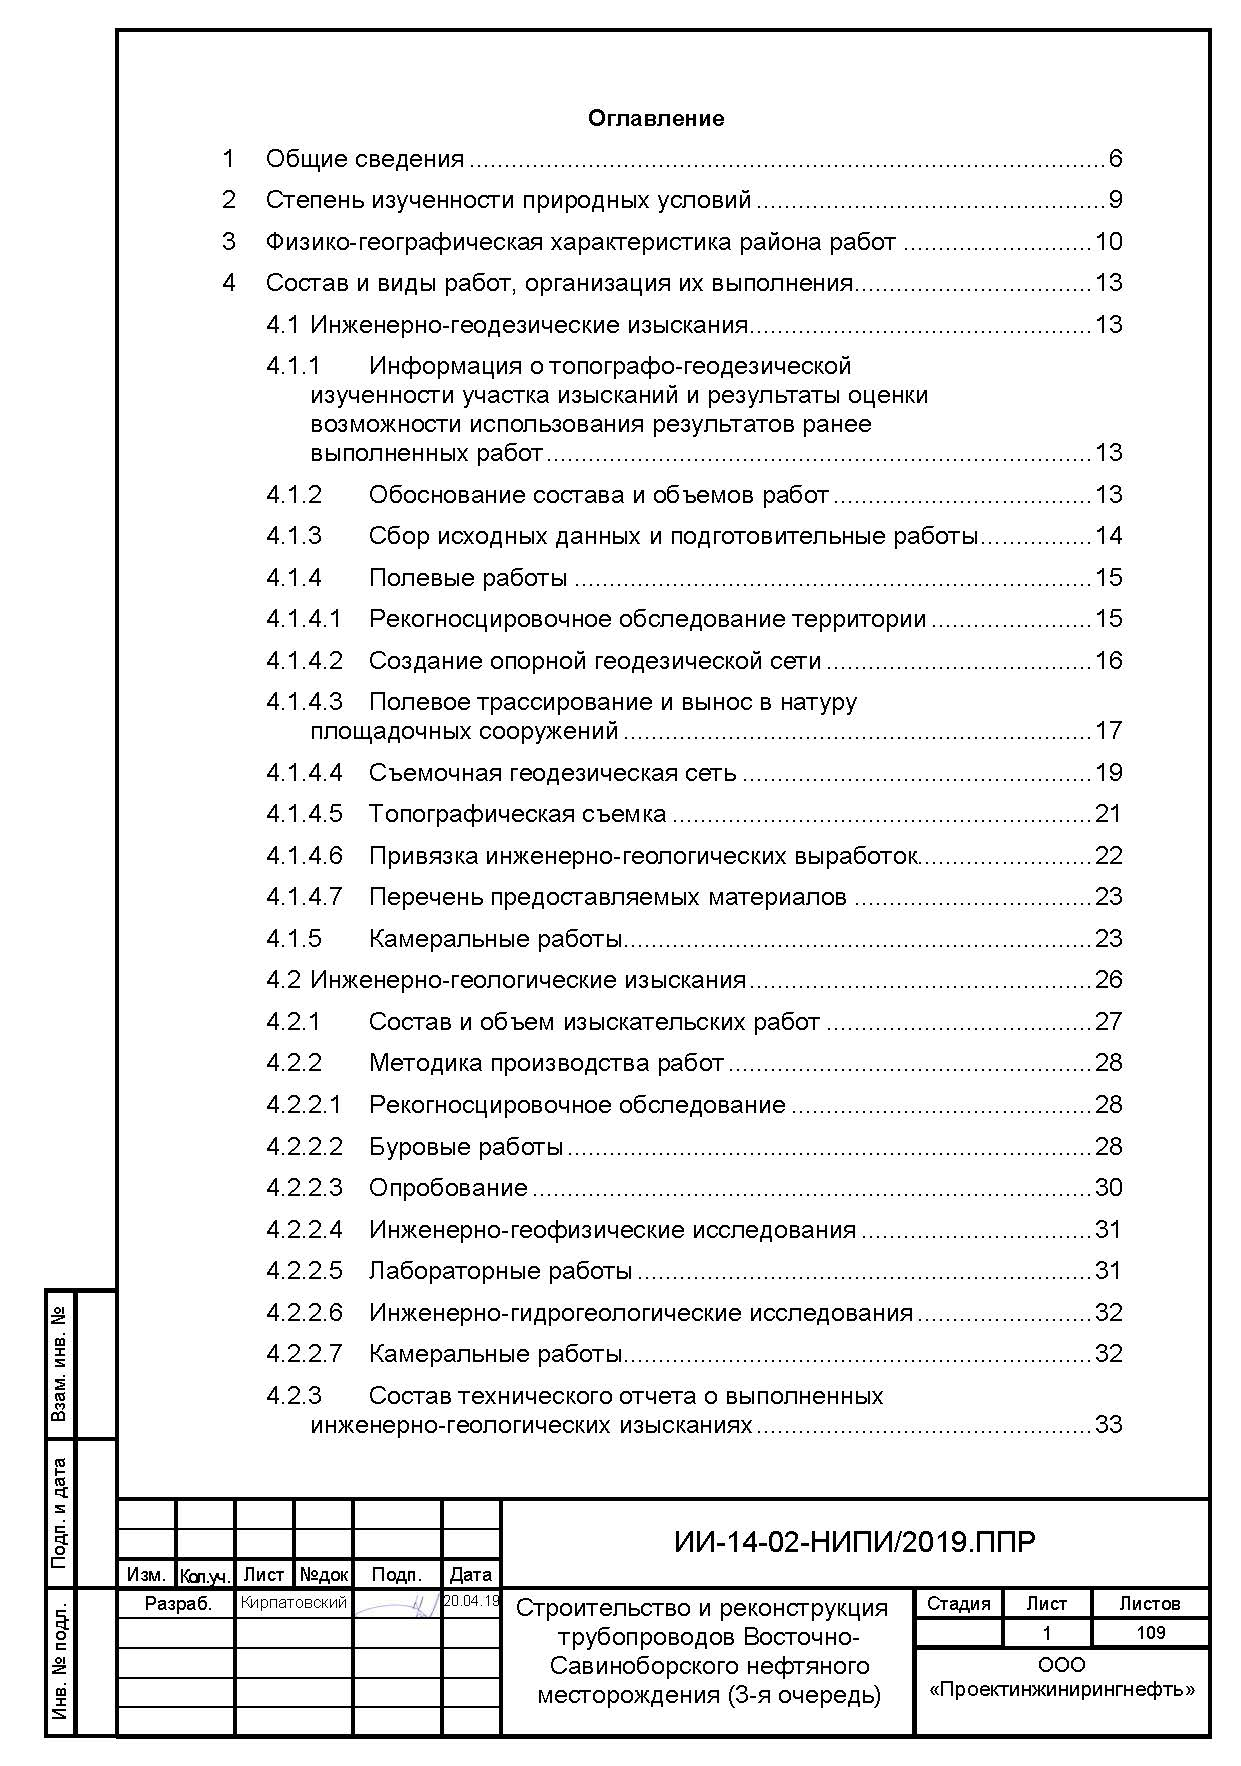 Оглавление
1 Общие сведения ........ 6
2 Степень изученности природных условий ........ 9
3 Физико-географическая характеристика района работ ........ 10
4 Состав и виды работ, организация их выполнения ........ 13
4.1 Инженерно-геодезические изыскания ........ 13
4.1.1 Информация о топографо-геодезической
изученности участка изысканий и результаты оценки
возможности использования результатов ранее
выполненных работ ........ 13
4.1.2 Обоснование состава и объемов работ ........ 13
4.1.3 Сбор исходных данных и подготовительные работы ........ 14
4.1.4 Полевые работы ........ 15
4.1.4.1 Рекогносцировочное обследование территории ........ 15
4.1.4.2 Создание опорной геодезической сети ........ 16
4.1.4.3 Полевое трассирование и вынос в натуру
площадочных сооружений ........ 17
4.1.4.4 Съемочная геодезическая сеть ........ 19
4.1.4.5 Топографическая съемка ........ 21
4.1.4.6 Привязка инженерно-геологических выработок ........ 22
4.1.4.7 Перечень предоставляемых материалов ........ 23
4.1.5 Камеральные работы ........ 23
4.2 Инженерно-геологические изыскания ........ 26
4.2.1 Состав и объем изыскательских работ ........ 27
4.2.2 Методика производства работ ........ 28
4.2.2.1 Рекогносцировочное обследование ........ 28
4.2.2.2 Буровые работы ........ 28
4.2.2.3 Опробование ........ 30
4.2.2.4 Инженерно-геофизические исследования ........ 31
4.2.2.5 Лабораторные работы ........ 31
4.2.2.6 Инженерно-гидрогеологические исследования ........ 32
4.2.2.7 Камеральные работы ........ 32
4.2.3 Состав технического отчета о выполненных
инженерно-геологических изысканиях ........ 33
Взам. инв. №
Подп. и дата
Инв. № подл.
ИИ-14-02-НИПИ/2019.ППР
Изм. Кол.уч. Лист №док Подп. Дата
Разраб. Кирпатовский 20.04.19
Строительство и реконструкция
трубопроводов Восточно-
Савиноборского нефтяного
месторождения (3-я очередь)
Стадия Лист Листов
1 109
ООО
«Проектинжинирингнефть»